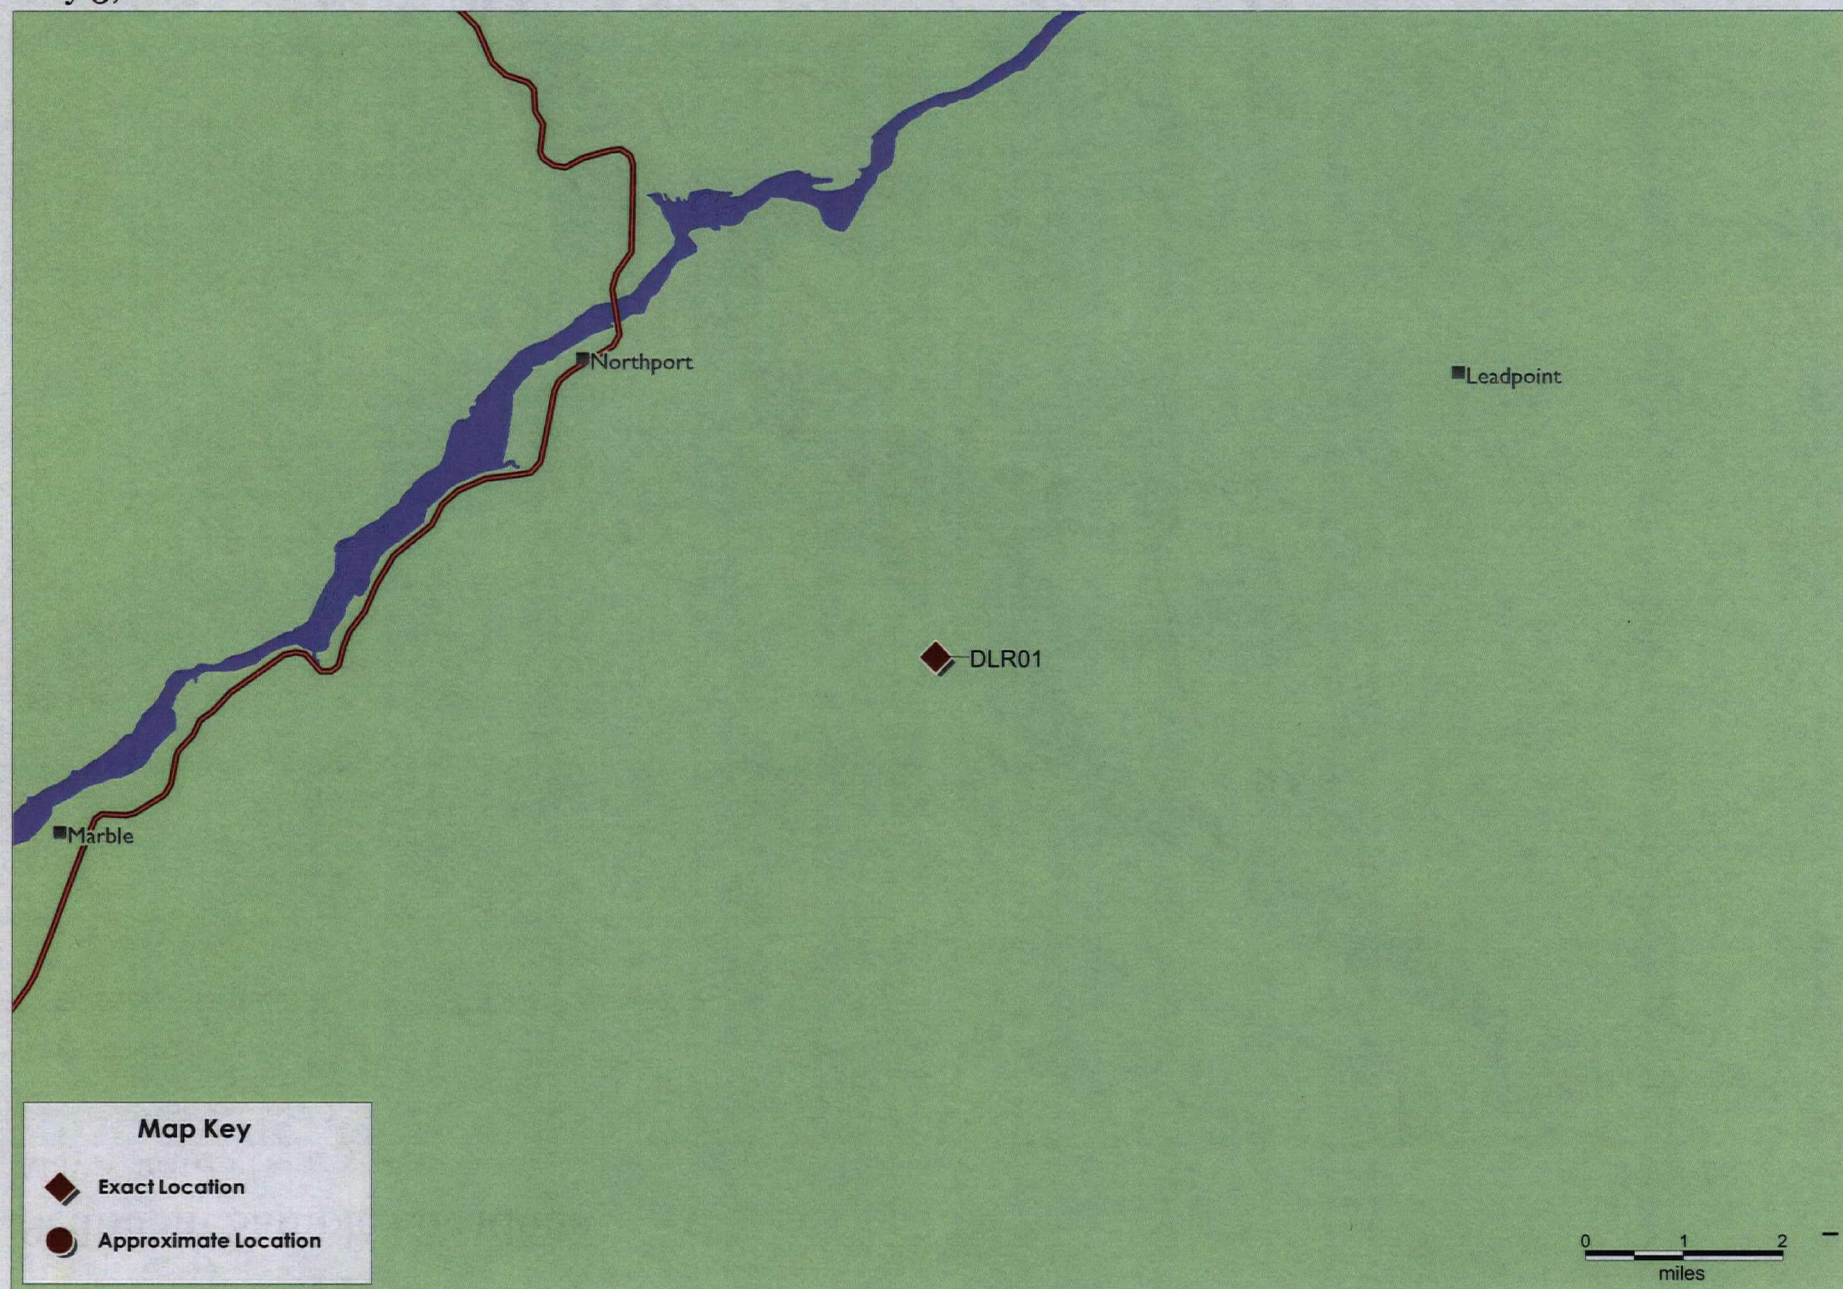 Northport
Leadpoint
DLR01
Marble
Map Key
Exact Location
Approximate Location
0 1 2
miles